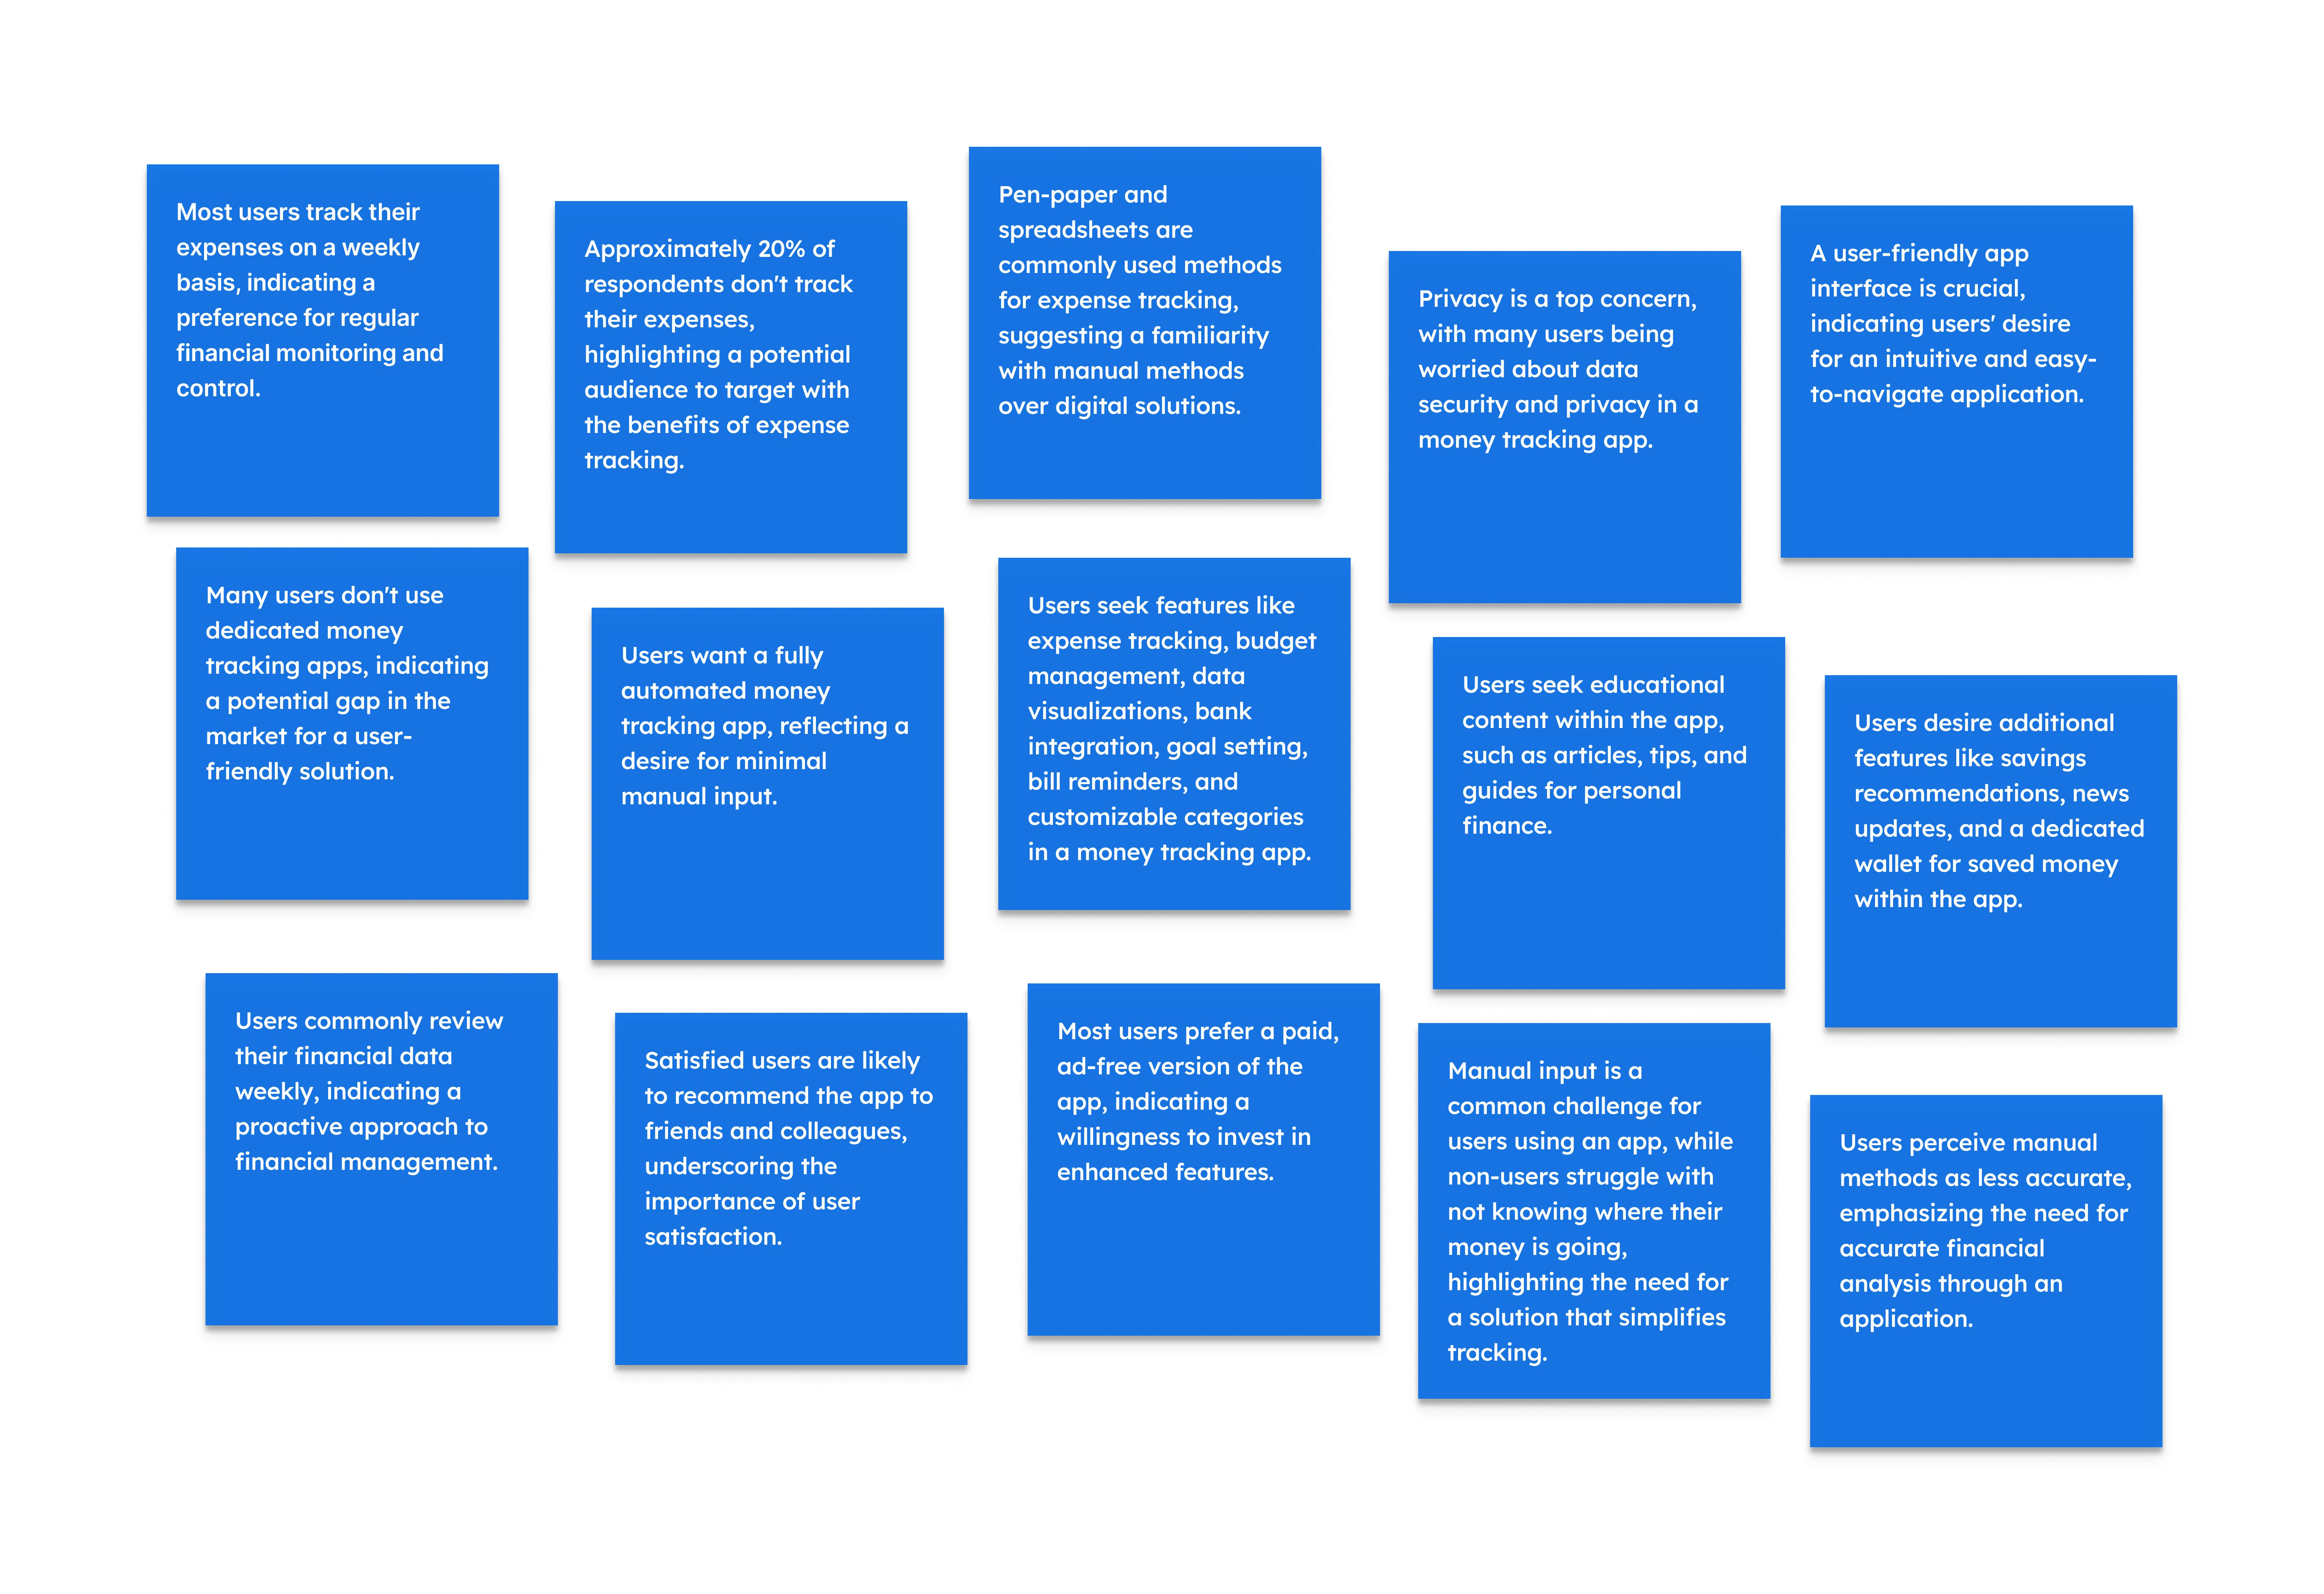 Most users track their
expenses on a weekly
basis, indicating a
preference for regular
financial monitoring and
control.
Approximately 20% of
respondents don't track
their expenses,
highlighting a potential
audience to target with
the benefits of expense
tracking.
Pen-paper and
spreadsheets are
commonly used methods
for expense tracking,
suggesting a familiarity
with manual methods
over digital solutions.
Privacy is a top concern,
with many users being
worried about data
security and privacy in a
money tracking app.
A user-friendly app
interface is crucial,
indicating users' desire
for an intuitive and easy-
to-navigate application.
Many users don't use
dedicated money
tracking apps, indicating
a potential gap in the
market for a user-
friendly solution.
Users want a fully
automated money
tracking app, reflecting a
desire for minimal
manual input.
Users seek features like
expense tracking, budget
management, data
visualizations, bank
integration, goal setting,
bill reminders, and
customizable categories
in a money tracking app.
Users seek educational
content within the app,
such as articles, tips, and
guides for personal
finance.
Users desire additional
features like savings
recommendations, news
updates, and a dedicated
wallet for saved money
within the app.
Users commonly review
their financial data
weekly, indicating a
proactive approach to
financial management.
Satisfied users are likely
to recommend the app to
friends and colleagues,
underscoring the
importance of user
satisfaction.
Most users prefer a paid,
ad-free version of the
app, indicating a
willingness to invest in
enhanced features.
Manual input is a
common challenge for
users using an app, while
non-users struggle with
not knowing where their
money is going,
highlighting the need for
a solution that simplifies
tracking.
Users perceive manual
methods as less accurate,
emphasizing the need for
accurate financial
analysis through an
application.